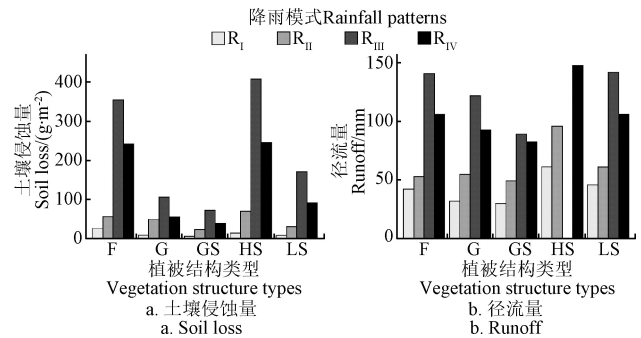 降雨模式Rainfall patterns
R_I R_II R_III R_IV
土壤侵蚀量
Soil loss/(g·m⁻²)
400
300
200
100
0
F G GS HS LS
植被结构类型
Vegetation structure types
a. 土壤侵蚀量
a. Soil loss
径流量
Runoff/mm
150
100
50
0
F G GS HS LS
植被结构类型
Vegetation structure types
b. 径流量
b. Runoff